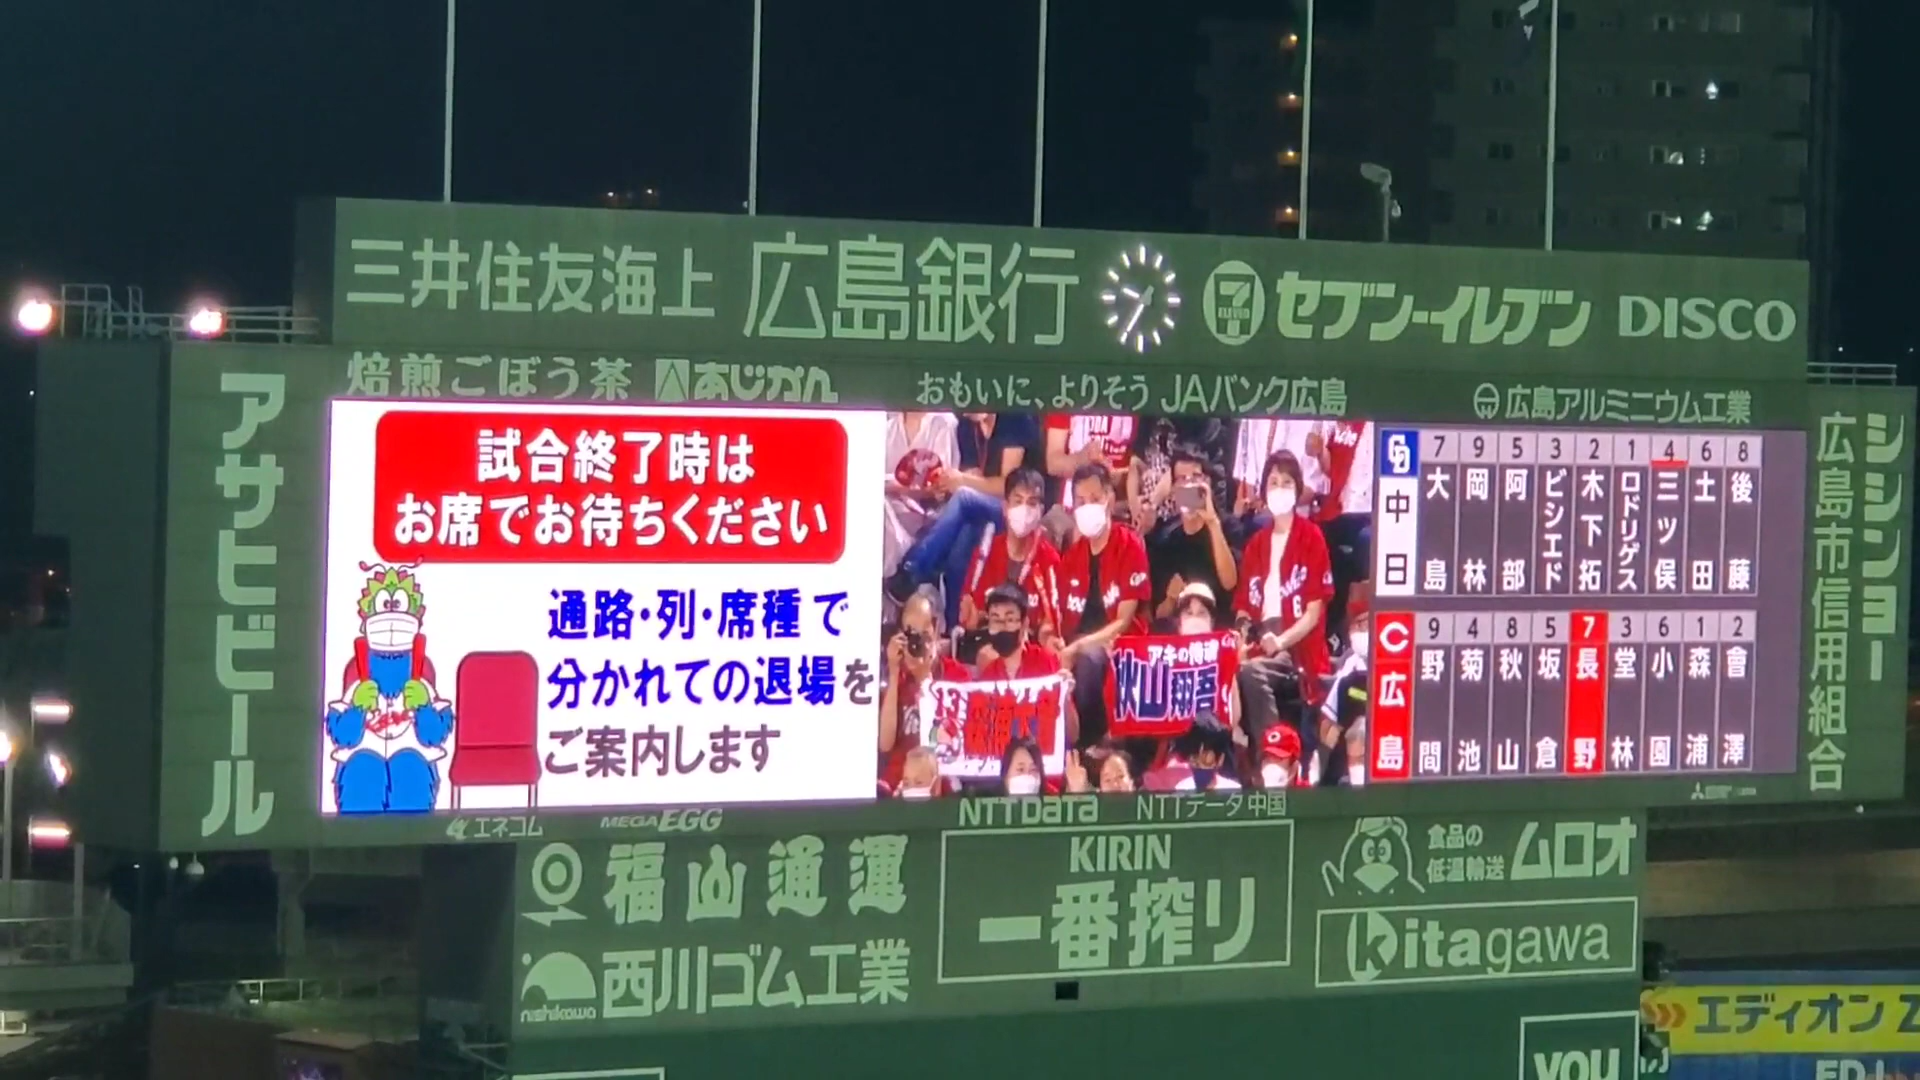 三井住友海上 広島銀行 7 ELEVEN セブン-イレブン DISCO
焙煎ごぼう茶 あじかん おもいに、よりそう JAバンク広島 広島アルミニウム工業
アサヒビール
試合終了時は
お席でお待ちください
通路・列・席種で
分かれての退場を
ご案内します
アキの侍魂
秋山翔吾
D 7 9 5 3 2 1 4 6 8
中日 大島 岡林 阿部 ビシエド 木下拓 ロドリゲス 三ツ俣 土田 後藤
C 9 4 8 5 7 3 6 1 2
広島 野間 菊池 秋山 坂倉 長野 堂林 小園 森浦 會澤
シシンヨー
広島市信用組合
エネコム MEGA EGG NTT DATA NTTデータ中国
福山通運
KIRIN
一番搾り
食品の
低温輸送 ムロオ
nishikawa 西川ゴム工業
kitagawa
エディオン
you